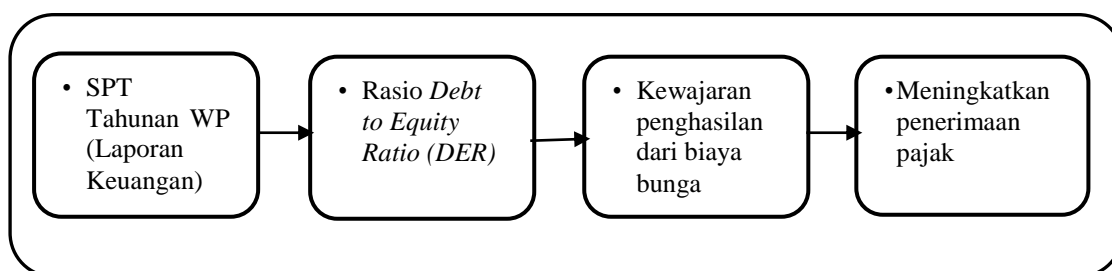 • SPT
Tahunan WP
(Laporan
Keuangan)
• Rasio Debt
to Equity
Ratio (DER)
• Kewajaran
penghasilan
dari biaya
bunga
•Meningkatkan
penerimaan
pajak